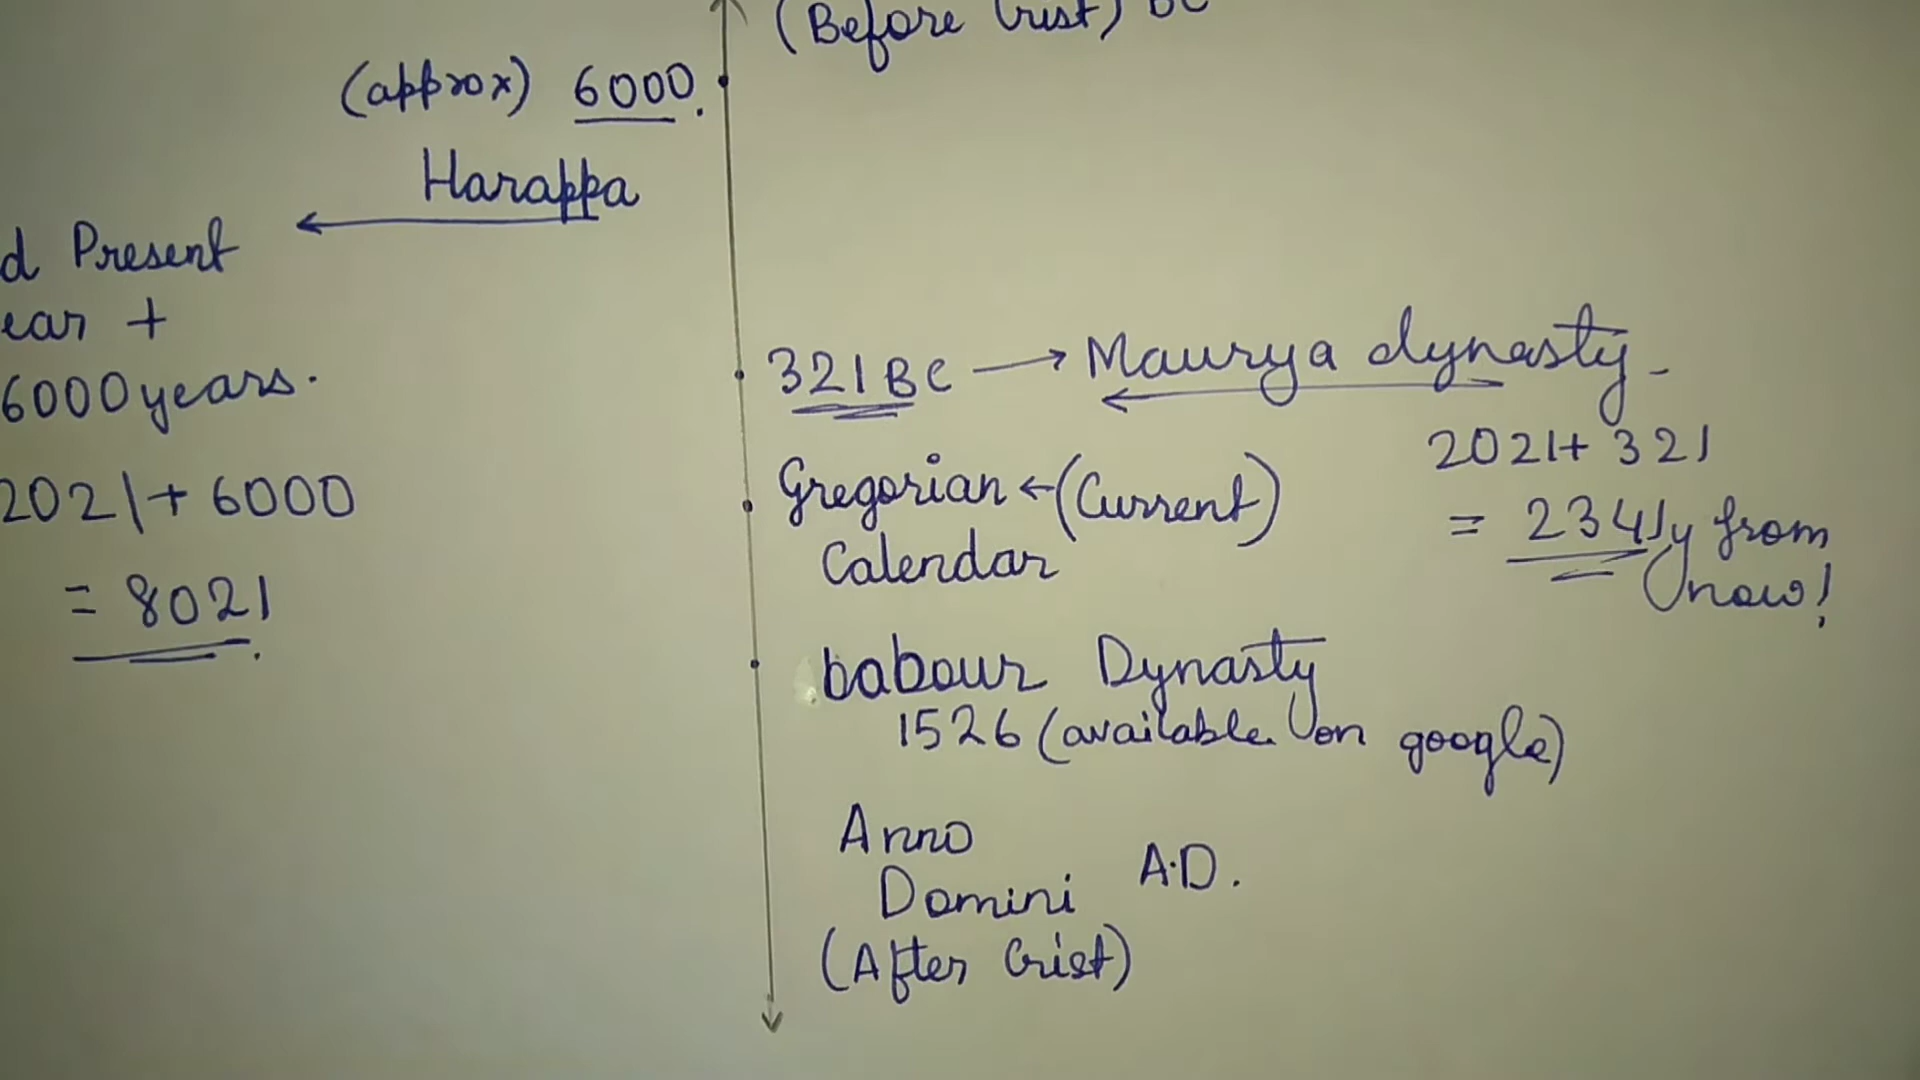 (Before Crist) BC
(approx) 6000.
Harappa
d Present
ear +
6000 years.
2021 + 6000
= 8021.
321 BC → Maurya dynasty -
2021 + 321
= 2341y from
now!
Gregorian ← (Current)
Calendar
babour Dynasty
1526 (available on google)
Anno
Domini A.D.
(After Crist)